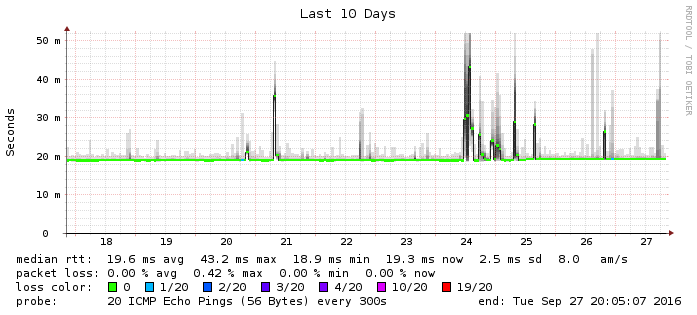 Last 10 Days
RRDTOOL / TOBI OETIKER
Seconds
50 m
40 m
30 m
20 m
10 m
0
18 19 20 21 22 23 24 25 26 27
median rtt: 19.6 ms avg 43.2 ms max 18.9 ms min 19.3 ms now 2.5 ms sd 8.0 am/s
packet loss: 0.00 % avg 0.42 % max 0.00 % min 0.00 % now
loss color: 0 1/20 2/20 3/20 4/20 10/20 19/20
probe: 20 ICMP Echo Pings (56 Bytes) every 300s end: Tue Sep 27 20:05:07 2016